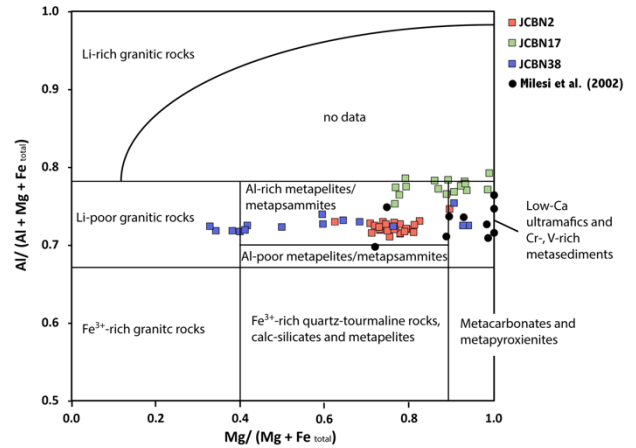 1.0
0.9
0.8
0.7
0.6
0.5
Al/ (Al + Mg + Fe total)
Li-rich granitic rocks
no data
JCBN2
JCBN17
JCBN38
Milesi et al. (2002)
Li-poor granitic rocks
Al-rich metapelites/
metapsammites
Al-poor metapelites/metapsammites
Low-Ca
ultramafics and
Cr-, V-rich
metasediments
Fe³⁺-rich granitc rocks
Fe³⁺-rich quartz-tourmaline rocks,
calc-silicates and metapelites
Metacarbonates and
metapyroxienites
0.0
0.2
0.4
0.6
0.8
1.0
Mg/ (Mg + Fe total)